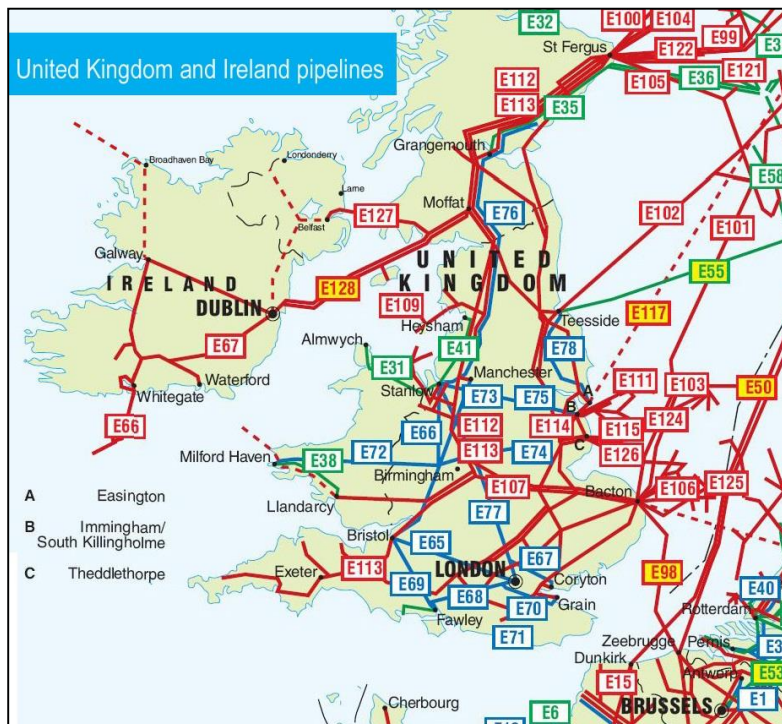 United Kingdom and Ireland pipelines
E32
E100
E104
E99
St Fergus
E122
E3
E112
E121
E105
E36
E113
E35
Grangemouth
E58
Broadhaven Bay
Londonderry
Larne
Moffat
E76
E102
E127
Belfast
E101
Galway
UNITED
KINGDOM
E55
IRELAND
E128
DUBLIN
E109
E117
Heysham
Teesside
Almwych
E67
E41
E78
E31
Manchester
E111
E103
E50
Whitegate
Waterford
Stanlow
E73
E75
A
B
E124
E66
E66
E112
E114
E115
C
E126
Milford Haven
E38
E72
E113
E74
Birmingham
E125
E107
Bacton
E106
Llandarcy
E77
A Easington
B Immingham/
South Killingholme
C Theddlethorpe
Bristol
E65
E67
LONDON
Exeter
E113
E69
E68
Coryton
E98
E70
Grain
E40
Fawley
Rotterdam
E71
Zeebrugge
Pernis
E3
Dunkirk
Antwerp
E53
E15
Cherbourg
E6
BRUSSELS
E1